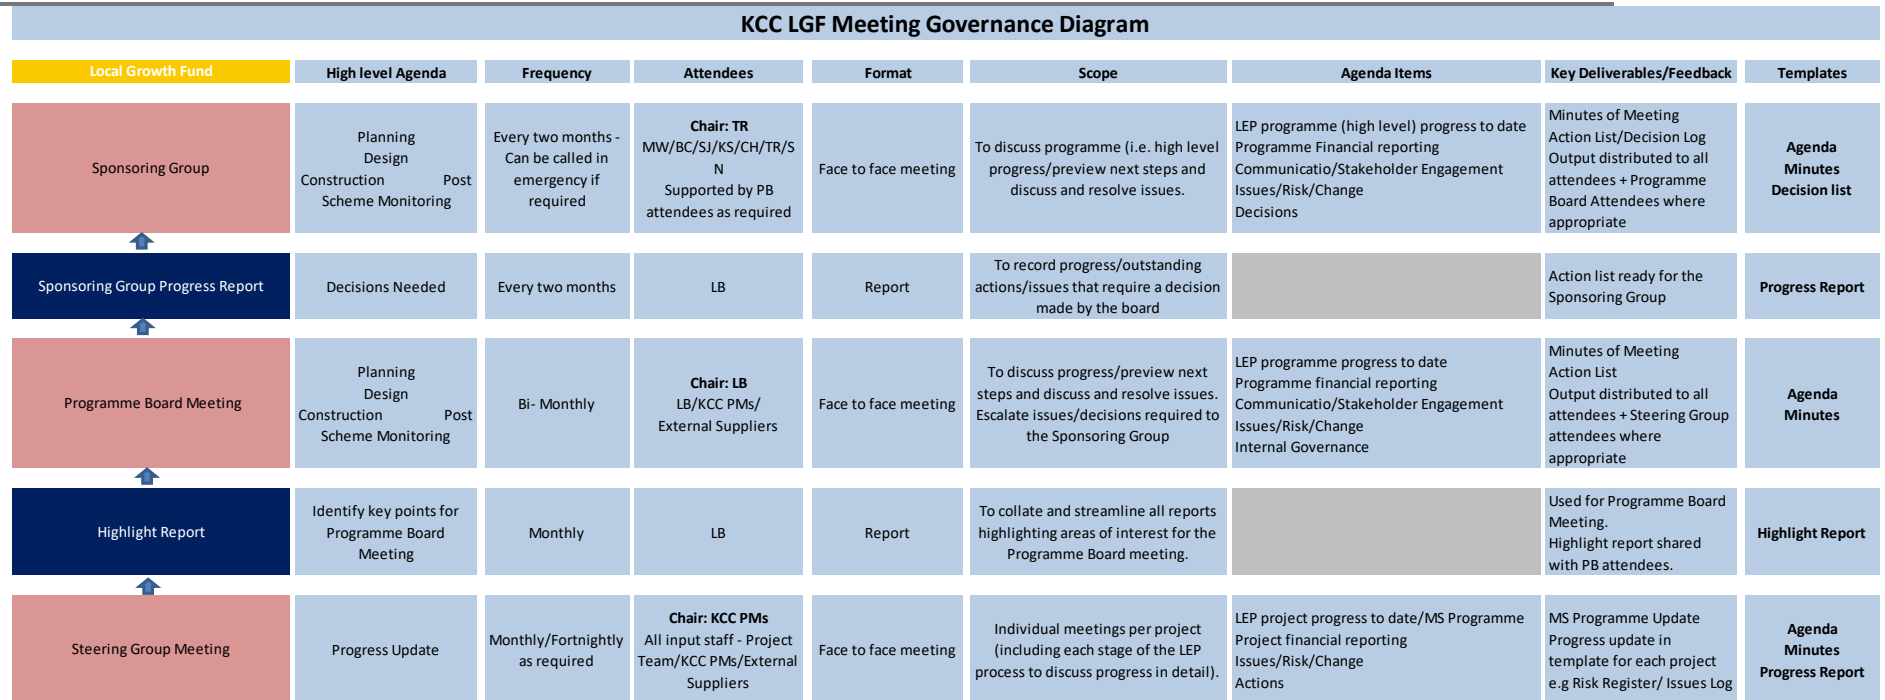 KCC LGF Meeting Governance Diagram
Local Growth Fund
High level Agenda
Frequency
Attendees
Format
Scope
Agenda Items
Key Deliverables/Feedback
Templates
Sponsoring Group
Planning
Design
Construction Post
Scheme Monitoring
Every two months -
Can be called in
emergency if
required
Chair: TR
MW/BC/SJ/KS/CH/TR/S
N
Supported by PB
attendees as required
Face to face meeting
To discuss programme (i.e. high level
progress/preview next steps and
discuss and resolve issues.
LEP programme (high level) progress to date
Programme Financial reporting
Communicatio/Stakeholder Engagement
Issues/Risk/Change
Decisions
Minutes of Meeting
Action List/Decision Log
Output distributed to all
attendees + Programme
Board Attendees where
appropriate
Agenda
Minutes
Decision list
Sponsoring Group Progress Report
Decisions Needed
Every two months
LB
Report
To record progress/outstanding
actions/issues that require a decision
made by the board
Action list ready for the
Sponsoring Group
Progress Report
Programme Board Meeting
Planning
Design
Construction Post
Scheme Monitoring
Bi- Monthly
Chair: LB
LB/KCC PMs/
External Suppliers
Face to face meeting
To discuss progress/preview next
steps and discuss and resolve issues.
Escalate issues/decisions required to
the Sponsoring Group
LEP programme progress to date
Programme financial reporting
Communicatio/Stakeholder Engagement
Issues/Risk/Change
Internal Governance
Minutes of Meeting
Action List
Output distributed to all
attendees + Steering Group
attendees where
appropriate
Agenda
Minutes
Highlight Report
Identify key points for
Programme Board
Meeting
Monthly
LB
Report
To collate and streamline all reports
highlighting areas of interest for the
Programme Board meeting.
Used for Programme Board
Meeting.
Highlight report shared
with PB attendees.
Highlight Report
Steering Group Meeting
Progress Update
Monthly/Fortnightly
as required
Chair: KCC PMs
All input staff - Project
Team/KCC PMs/External
Suppliers
Face to face meeting
Individual meetings per project
(including each stage of the LEP
process to discuss progress in detail).
LEP project progress to date/MS Programme
Project financial reporting
Issues/Risk/Change
Actions
MS Programme Update
Progress update in
template for each project
e.g Risk Register/ Issues Log
Agenda
Minutes
Progress Report